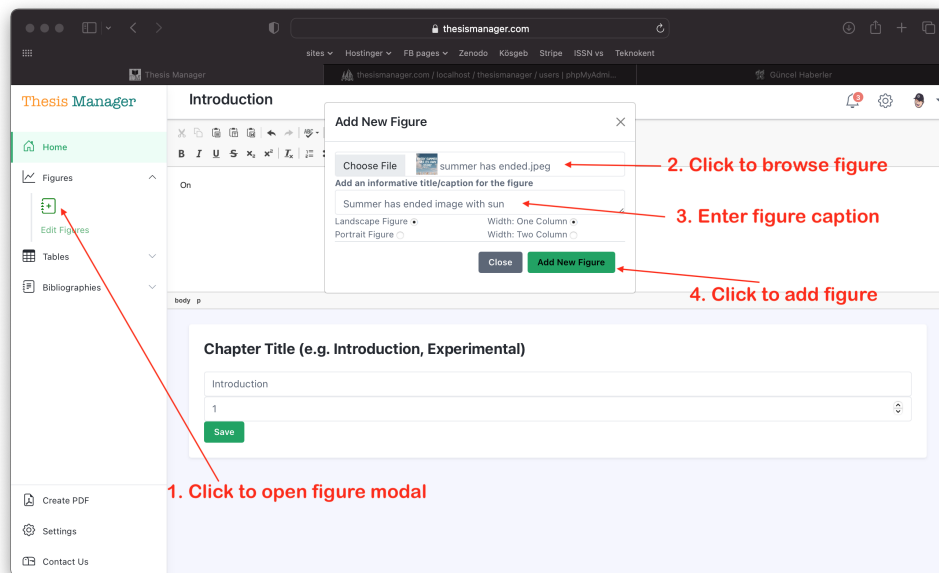 thesismanager.com
sites Hostinger FB pages Zenodo Kösgeb Stripe ISSN vs Teknokent
Thesis Manager
thesismanager.com / localhost / thesismanager / users | phpMyAdmi...
Güncel Haberler
Thesis Manager
Introduction
3
Home
Figures
Edit Figures
Tables
Bibliographies
B I U S x₂ x² Tx
On
body p
Add New Figure
Choose File summer has ended.jpeg
Add an informative title/caption for the figure
Summer has ended image with sun
Landscape Figure Width: One Column
Portrait Figure Width: Two Column
Close Add New Figure
2. Click to browse figure
3. Enter figure caption
4. Click to add figure
Chapter Title (e.g. Introduction, Experimental)
Introduction
1
Save
1. Click to open figure modal
Create PDF
Settings
Contact Us